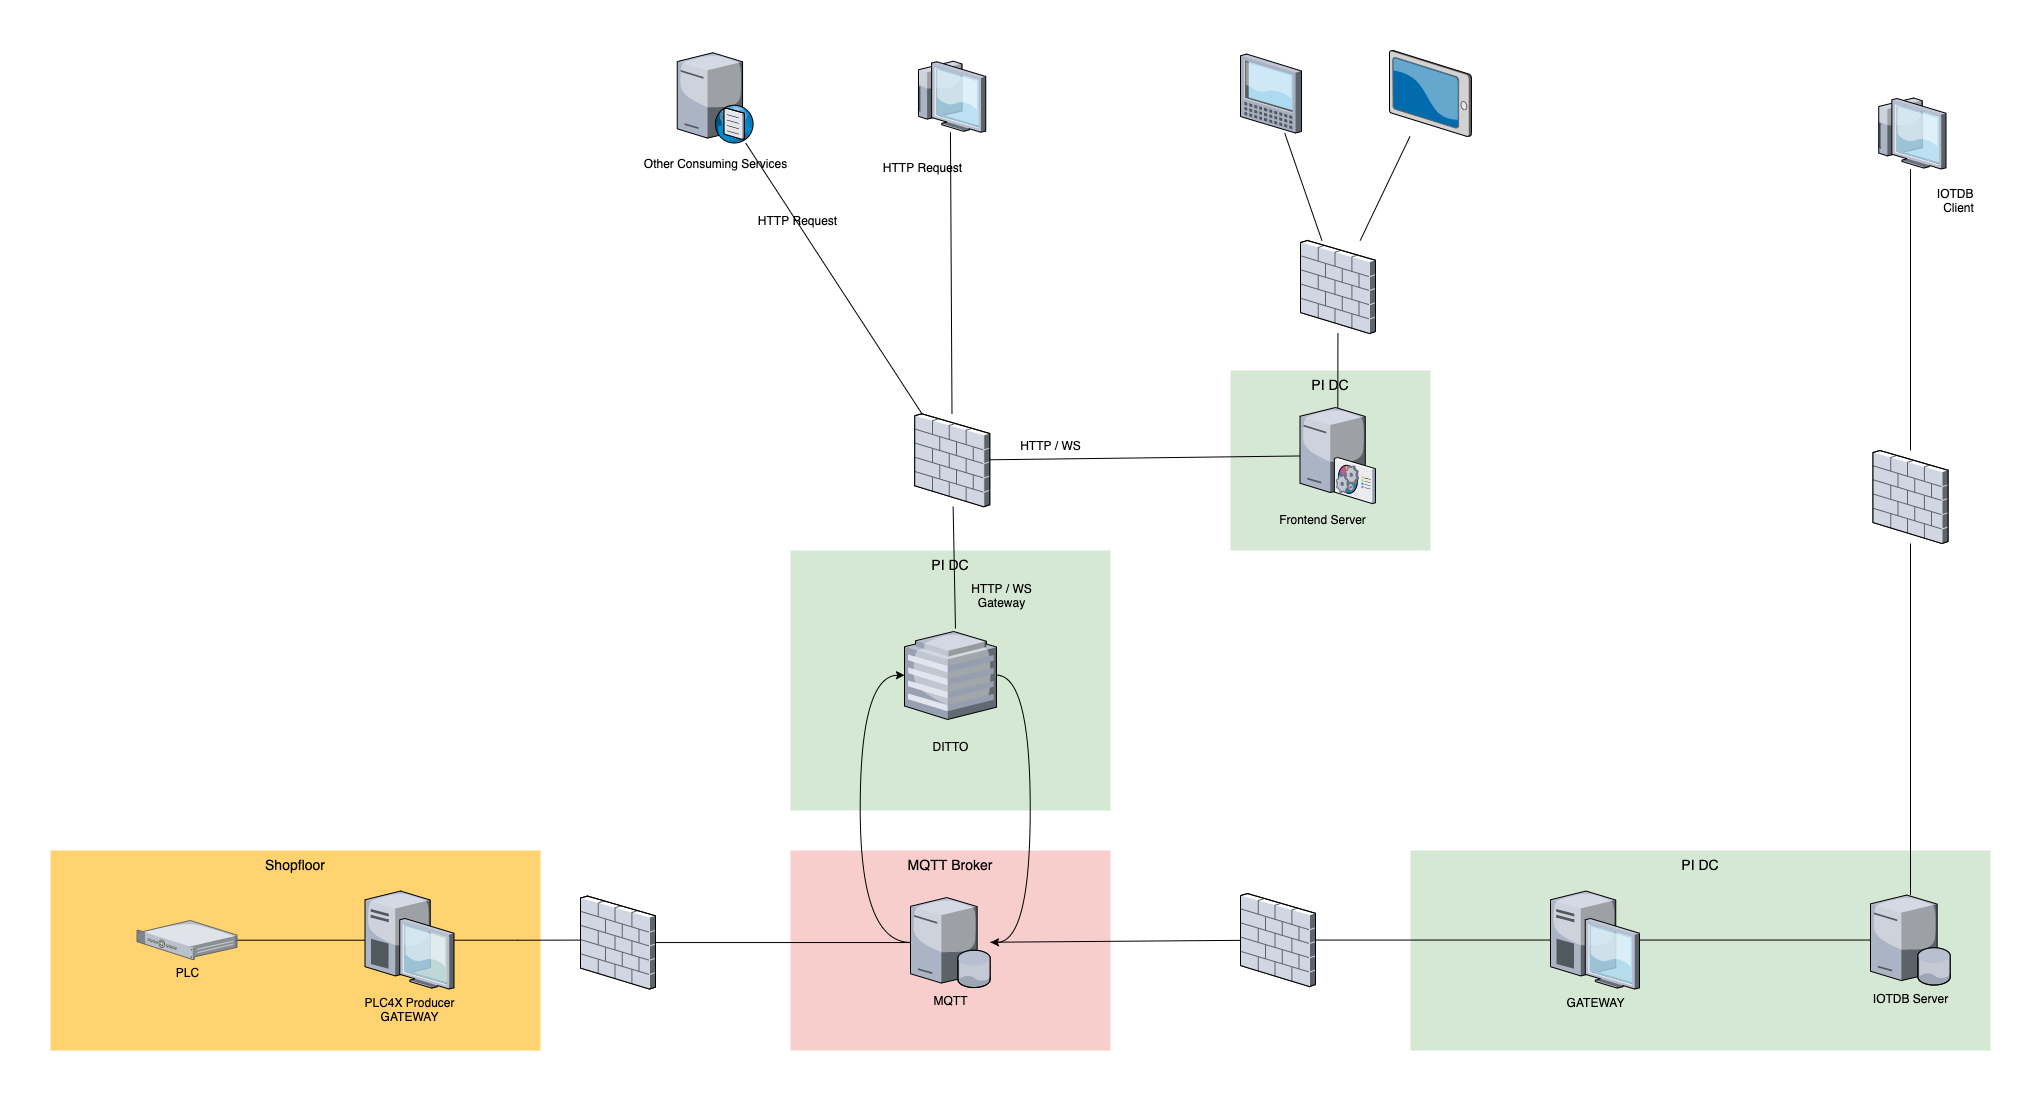 Other Consuming Services
HTTP Request
HTTP Request
IOTDB
Client
PI DC
HTTP / WS
Frontend Server
PI DC
HTTP / WS
Gateway
DITTO
Shopfloor
PLC
PLC4X Producer
GATEWAY
MQTT Broker
MQTT
PI DC
GATEWAY
IOTDB Server